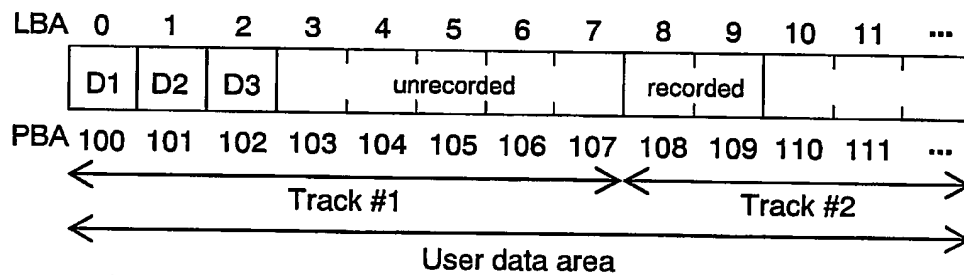 LBA 0 1 2 3 4 5 6 7 8 9 10 11 ...
D1 D2 D3 unrecorded recorded
PBA 100 101 102 103 104 105 106 107 108 109 110 111 ...
Track #1 Track #2
User data area